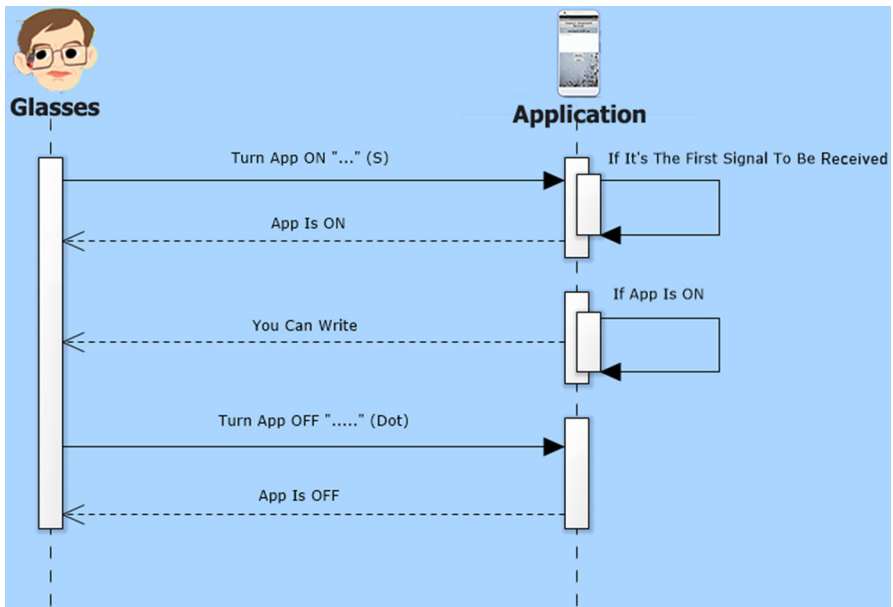 Glasses
Application
Turn App ON "..." (S)
If It's The First Signal To Be Received
App Is ON
If App Is ON
You Can Write
Turn App OFF "....." (Dot)
App Is OFF